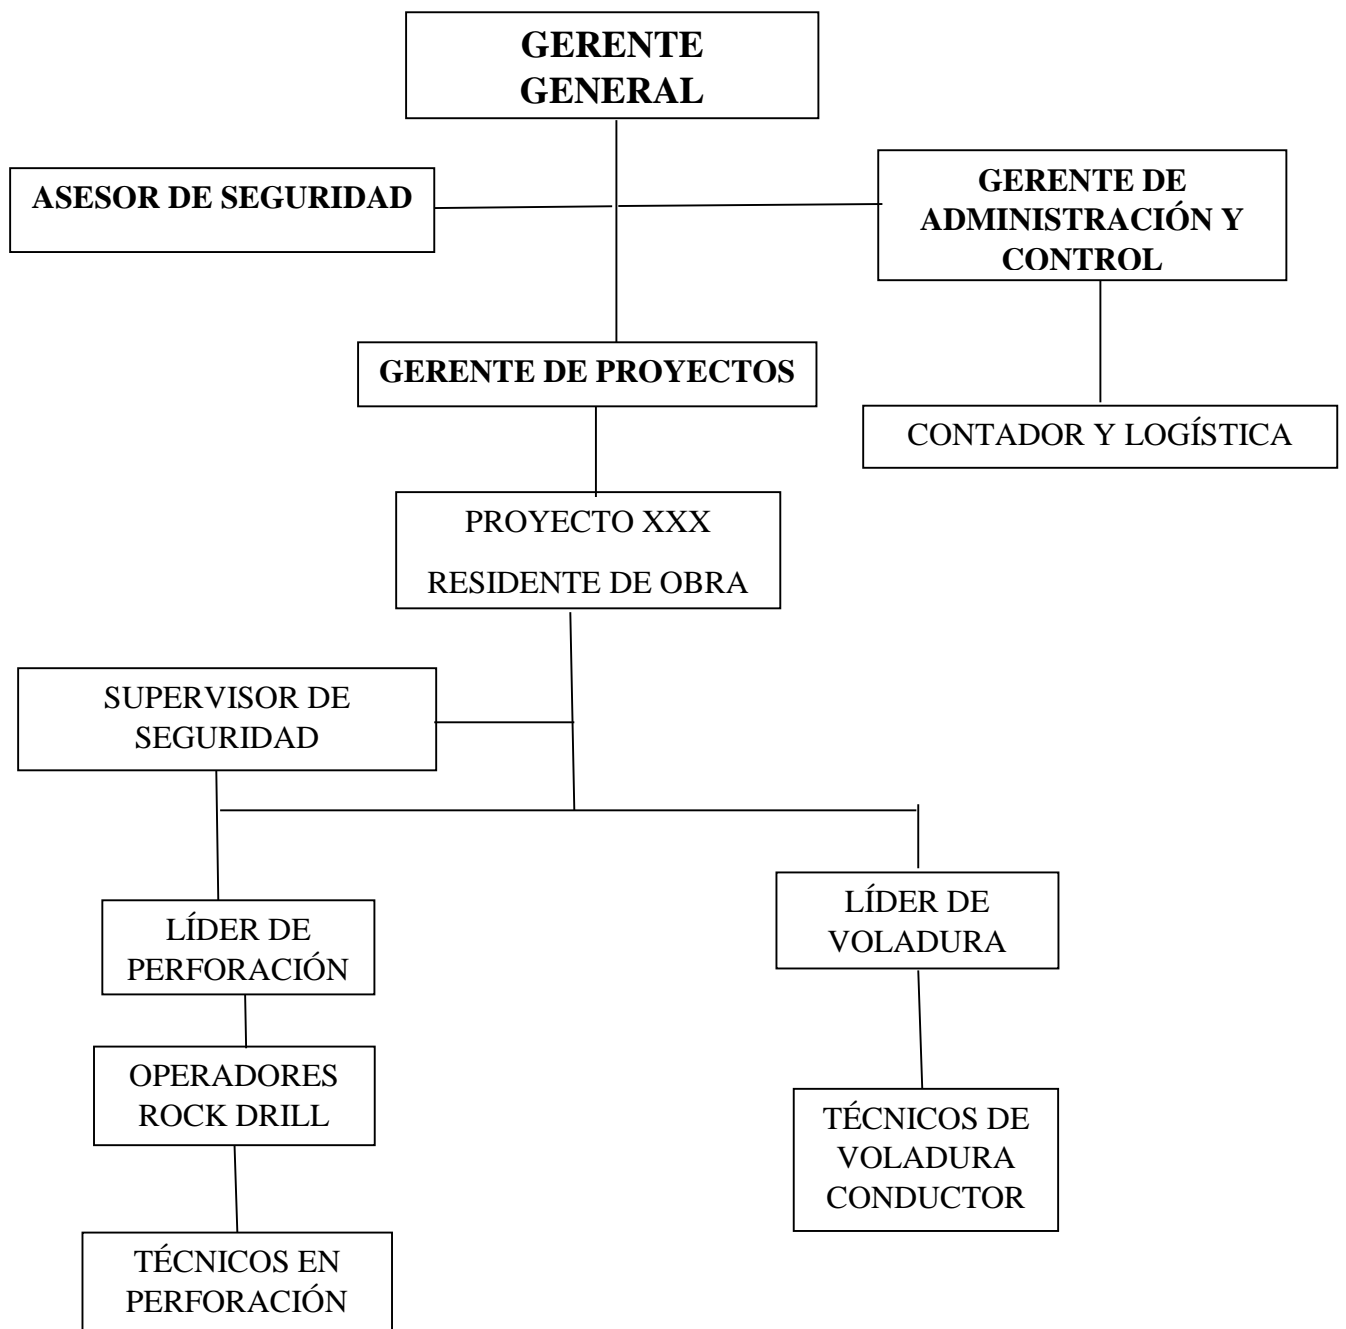 GERENTE
GENERAL
ASESOR DE SEGURIDAD
GERENTE DE
ADMINISTRACIÓN Y
CONTROL
GERENTE DE PROYECTOS
CONTADOR Y LOGÍSTICA
PROYECTO XXX
RESIDENTE DE OBRA
SUPERVISOR DE
SEGURIDAD
LÍDER DE
PERFORACIÓN
LÍDER DE
VOLADURA
OPERADORES
ROCK DRILL
TÉCNICOS DE
VOLADURA
CONDUCTOR
TÉCNICOS EN
PERFORACIÓN